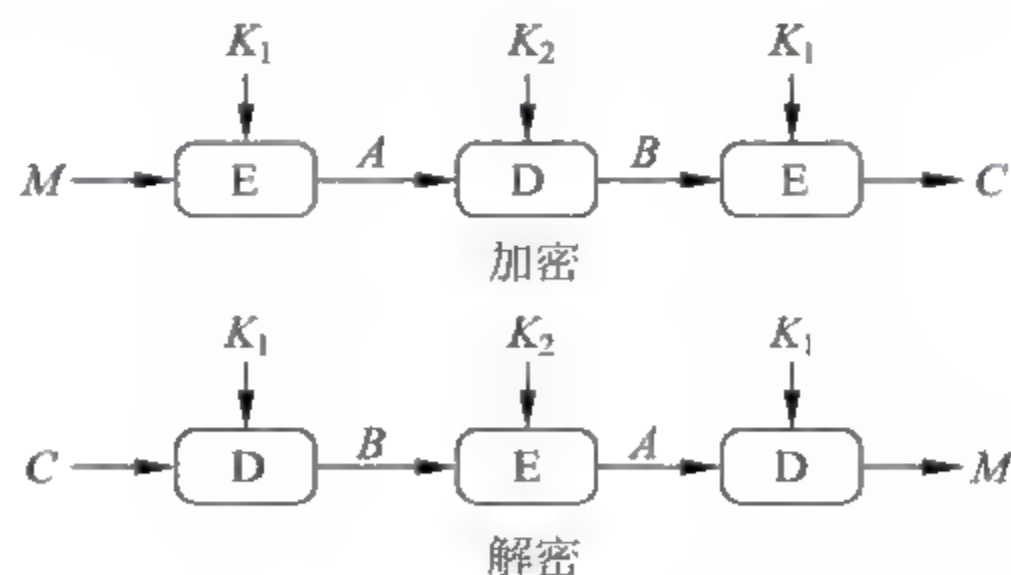 K₁ K₂ K₁
M E A D B E C
加密
K₁ K₂ K₁
C D B E A D M
解密